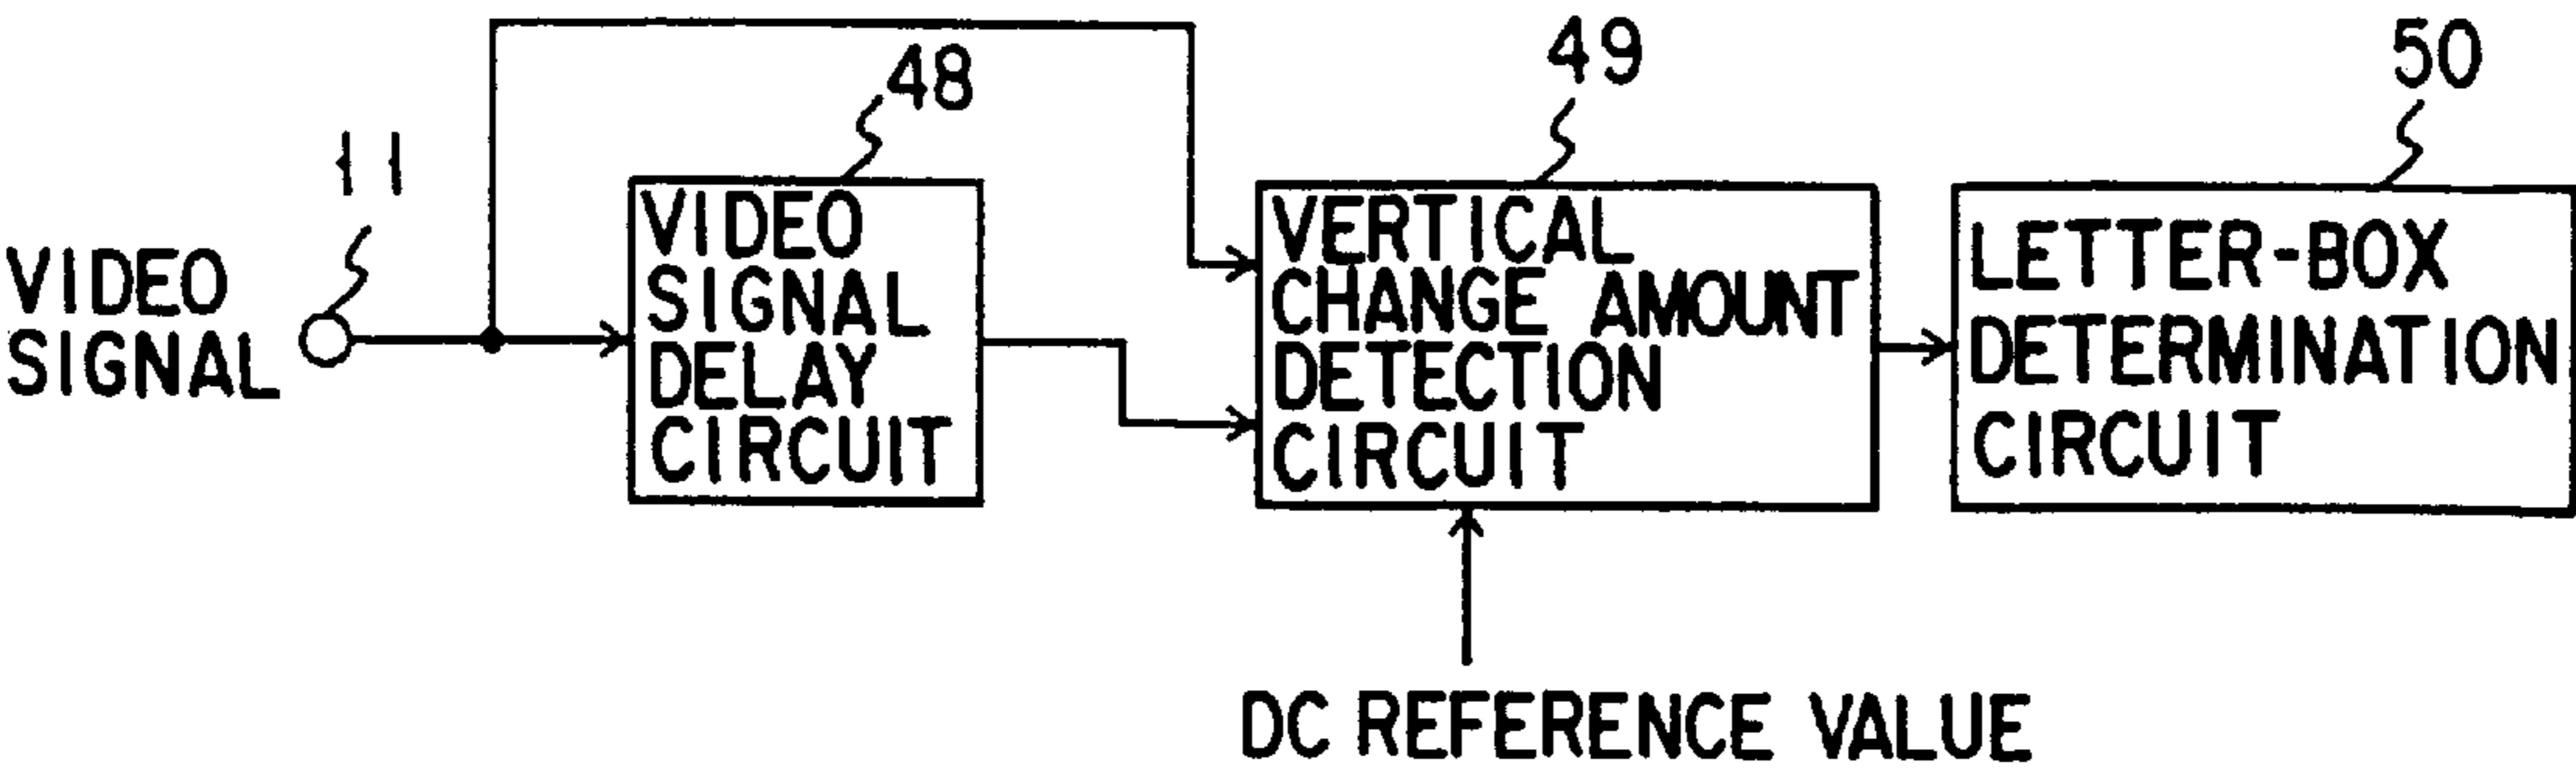 VIDEO
SIGNAL
11
48
VIDEO
SIGNAL
DELAY
CIRCUIT
49
VERTICAL
CHANGE AMOUNT
DETECTION
CIRCUIT
50
LETTER-BOX
DETERMINATION
CIRCUIT
DC REFERENCE VALUE